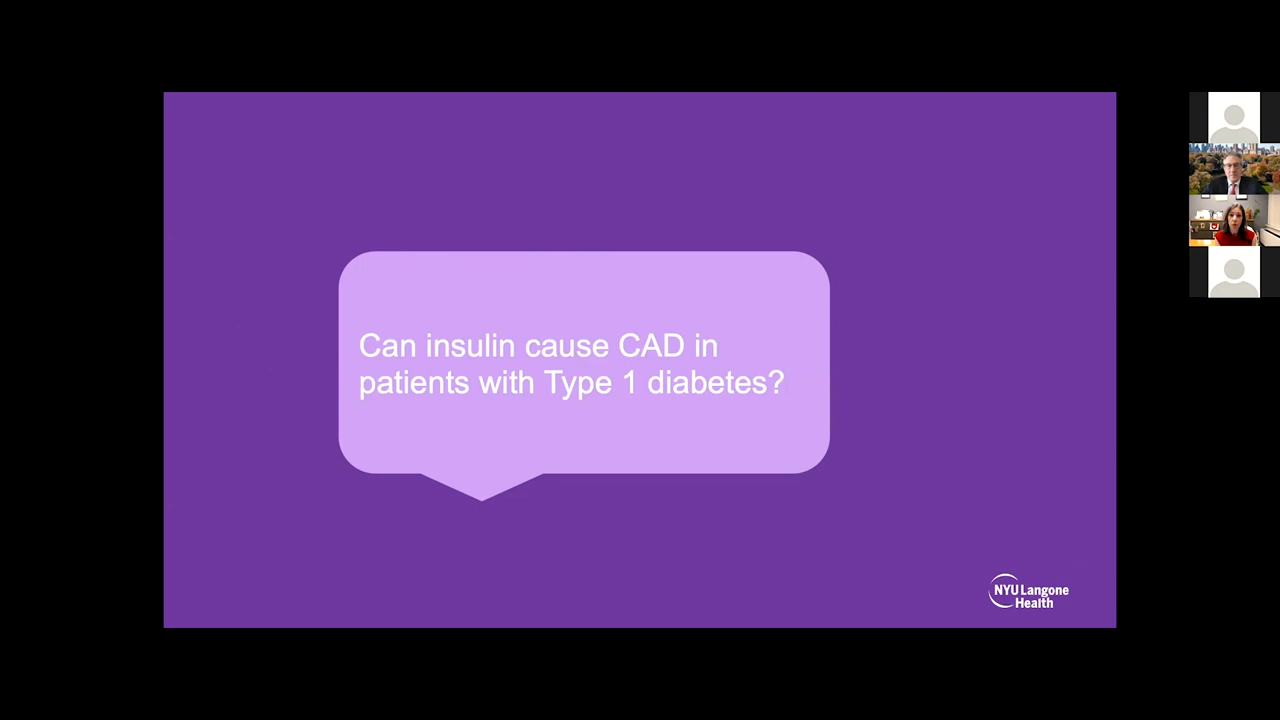 Can insulin cause CAD in
patients with Type 1 diabetes?
NYU Langone
Health